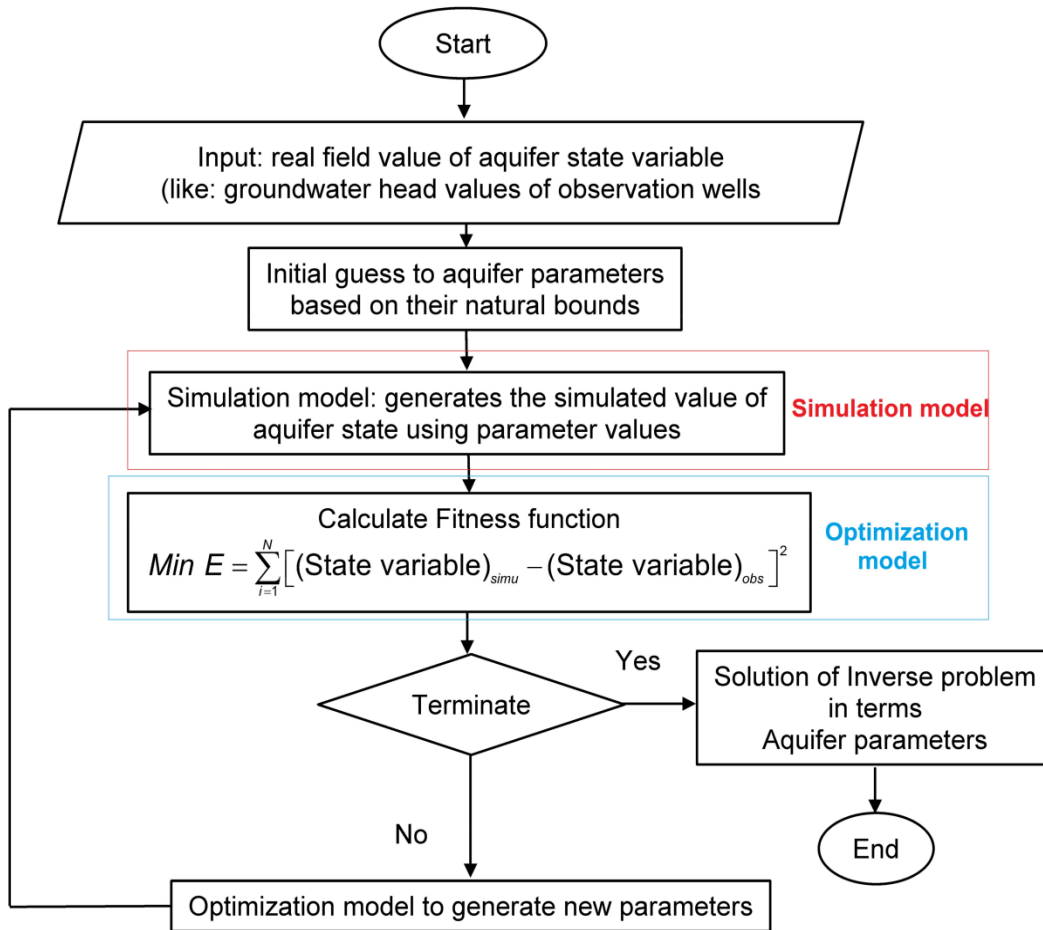 Start
Input: real field value of aquifer state variable
(like: groundwater head values of observation wells
Initial guess to aquifer parameters
based on their natural bounds
Simulation model: generates the simulated value of
aquifer state using parameter values
Simulation model
Calculate Fitness function
Min E = \sum_{i=1}^{N} [(State variable)_{simu} − (State variable)_{obs}]^2
Optimization
model
Terminate
Yes
Solution of Inverse problem
in terms
Aquifer parameters
No
End
Optimization model to generate new parameters